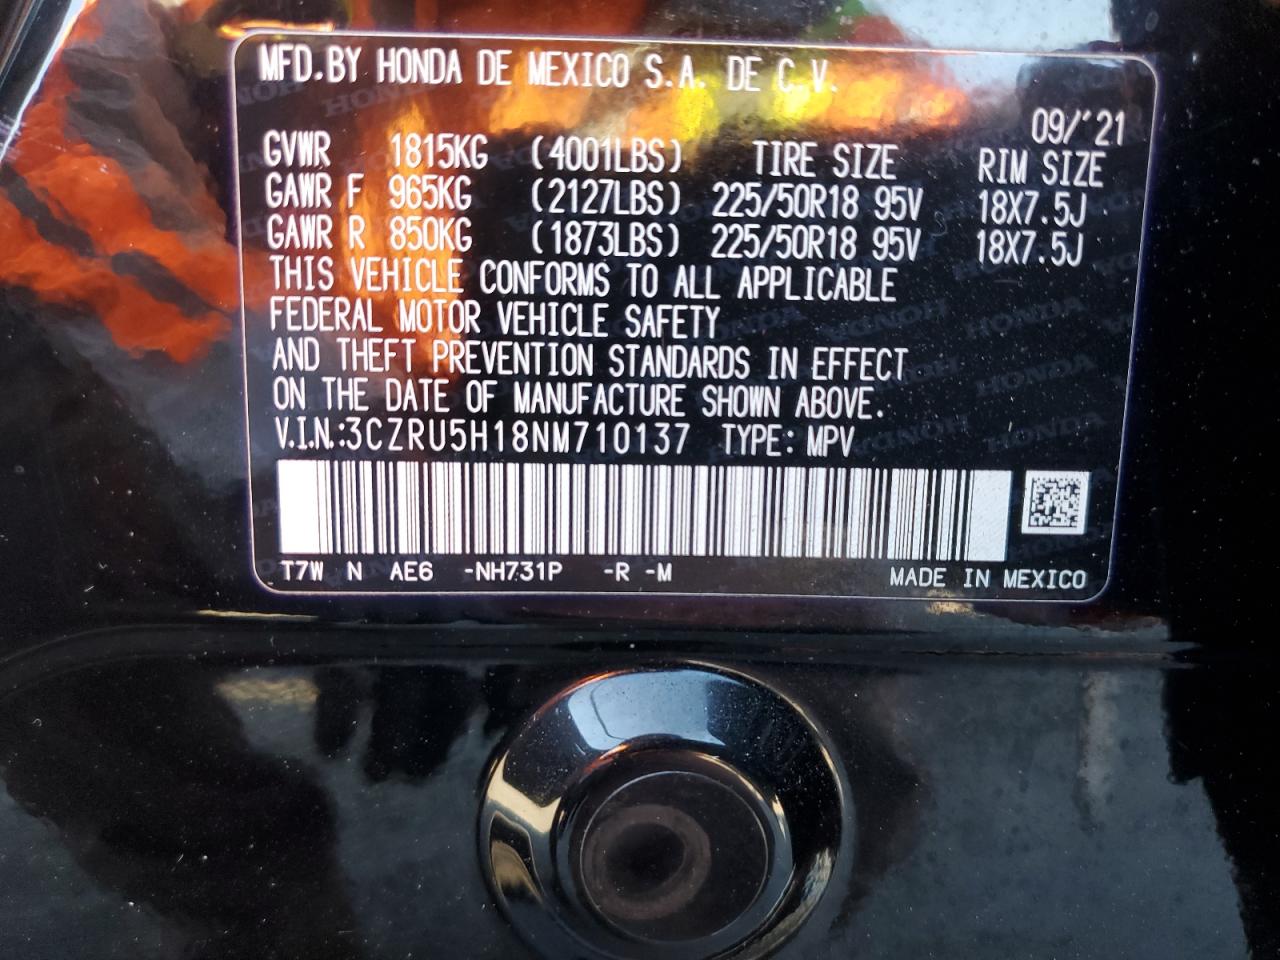 MFD.BY HONDA DE MEXICO S.A. DE C.V.
09/'21
GVWR 1815KG (4001LBS) TIRE SIZE RIM SIZE
GAWR F 965KG (2127LBS) 225/50R18 95V 18X7.5J
GAWR R 850KG (1873LBS) 225/50R18 95V 18X7.5J
THIS VEHICLE CONFORMS TO ALL APPLICABLE
FEDERAL MOTOR VEHICLE SAFETY
AND THEFT PREVENTION STANDARDS IN EFFECT
ON THE DATE OF MANUFACTURE SHOWN ABOVE.
V.I.N.:3CZRU5H18NM710137 TYPE: MPV
T7W N AE6 -NH731P -R -M MADE IN MEXICO